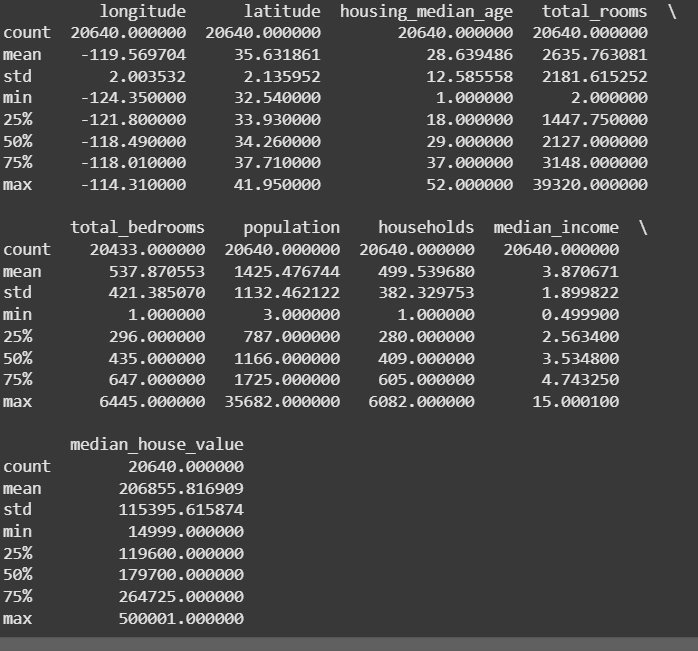 longitude latitude housing_median_age total_rooms \
count 20640.000000 20640.000000 20640.000000 20640.000000
mean -119.569704 35.631861 28.639486 2635.763081
std 2.003532 2.135952 12.585558 2181.615252
min -124.350000 32.540000 1.000000 2.000000
25% -121.800000 33.930000 18.000000 1447.750000
50% -118.490000 34.260000 29.000000 2127.000000
75% -118.010000 37.710000 37.000000 3148.000000
max -114.310000 41.950000 52.000000 39320.000000
total_bedrooms population households median_income \
count 20433.000000 20640.000000 20640.000000 20640.000000
mean 537.870553 1425.476744 499.539680 3.870671
std 421.385070 1132.462122 382.329753 1.899822
min 1.000000 3.000000 1.000000 0.499900
25% 296.000000 787.000000 280.000000 2.563400
50% 435.000000 1166.000000 409.000000 3.534800
75% 647.000000 1725.000000 605.000000 4.743250
max 6445.000000 35682.000000 6082.000000 15.000100
median_house_value
count 20640.000000
mean 206855.816909
std 115395.615874
min 14999.000000
25% 119600.000000
50% 179700.000000
75% 264725.000000
max 500001.000000